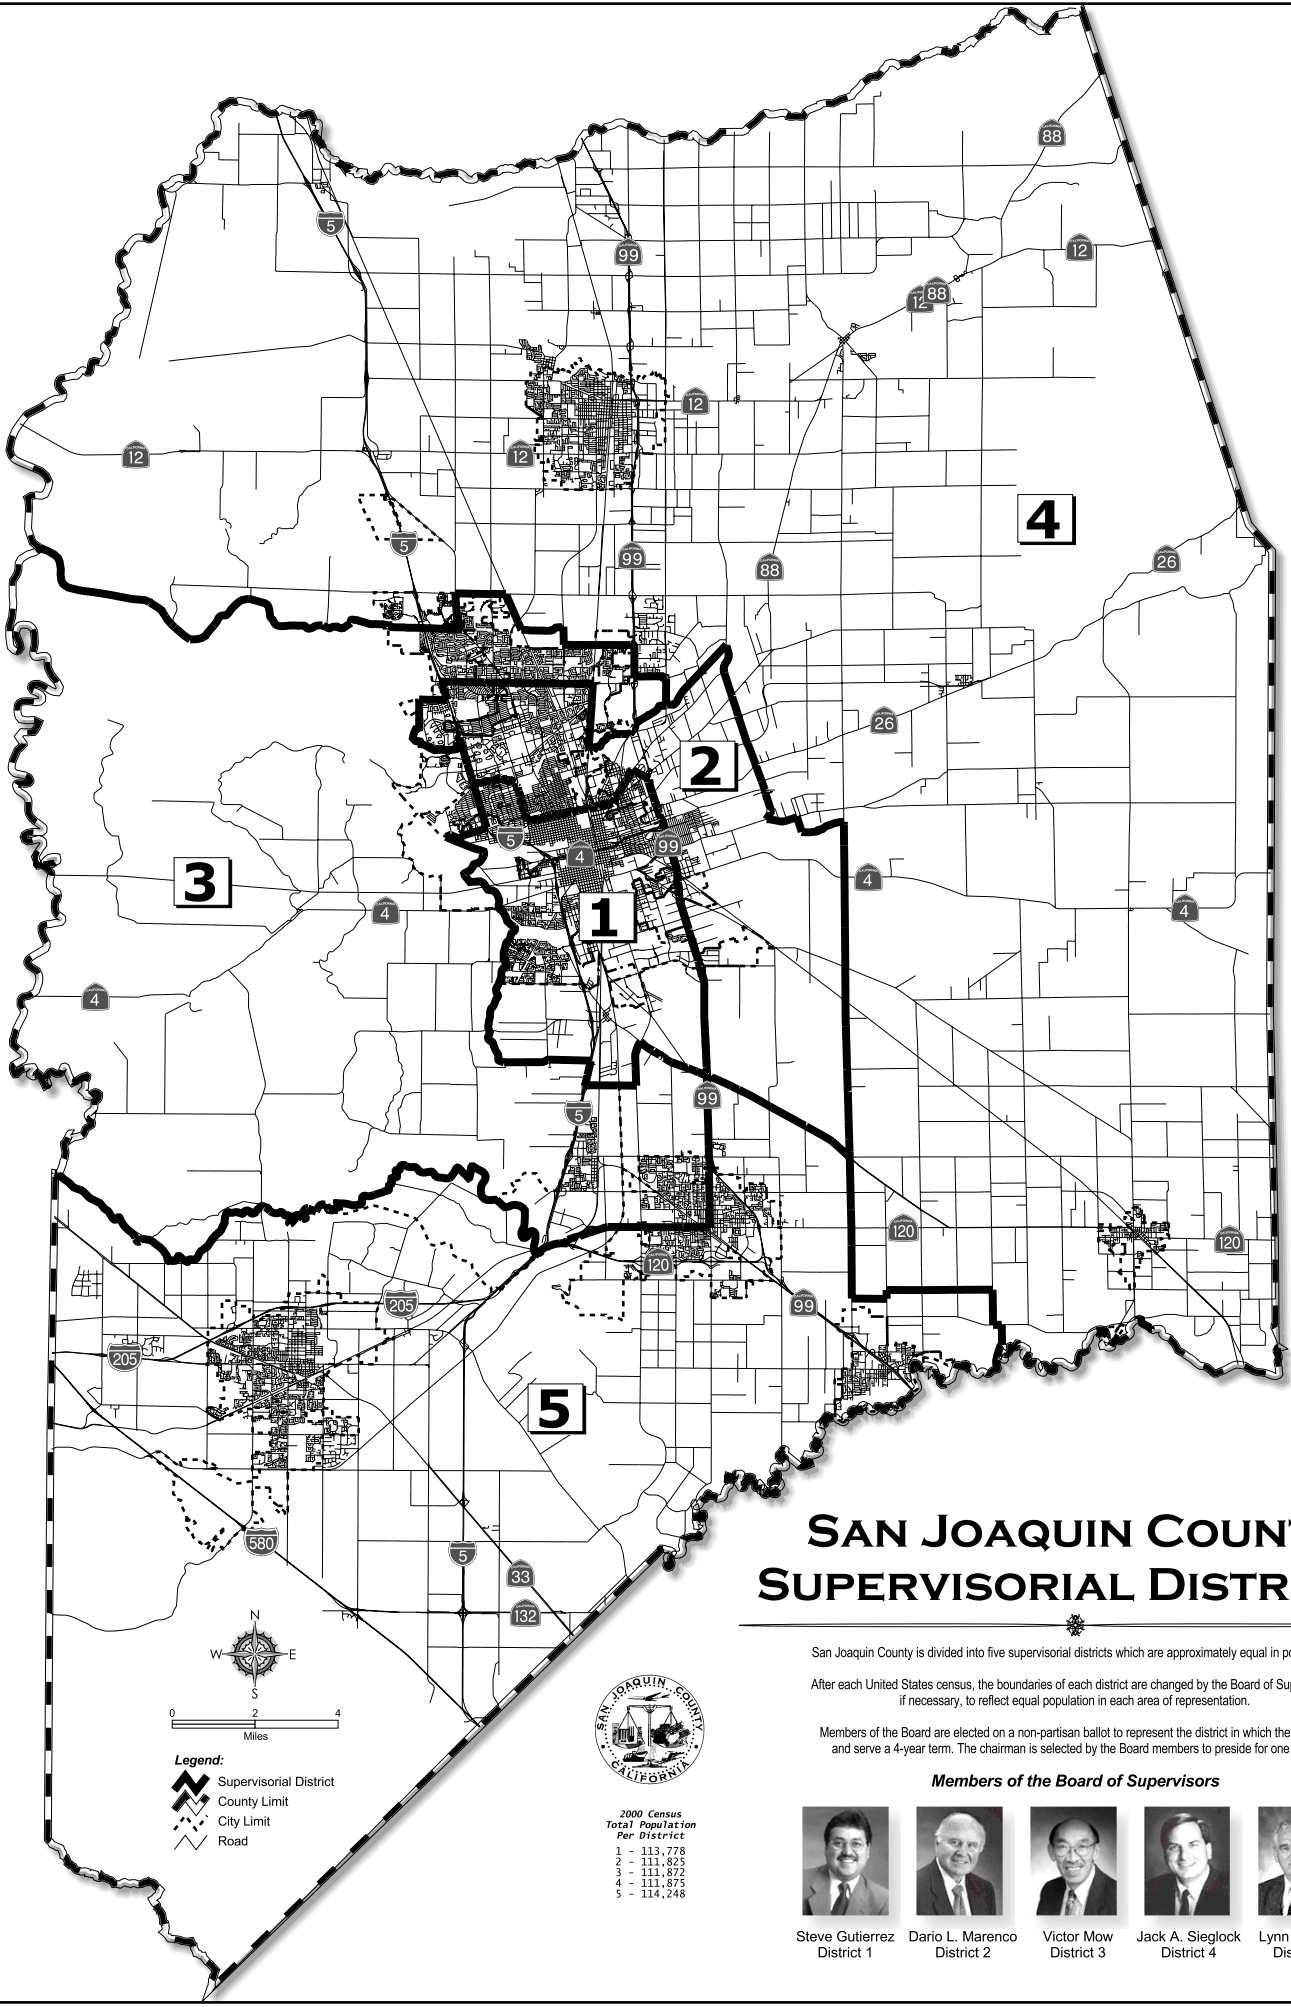 88
5
99
12
12
88
12
12
12
4
5
99
88
26
26
2
3
5
4
99
4
4
4
1
4
99
5
120
120
120
205
99
205
5
580
5
33
132
SAN JOAQUIN COUN
SUPERVISORIAL DISTR
San Joaquin County is divided into five supervisorial districts which are approximately equal in po
After each United States census, the boundaries of each district are changed by the Board of Su
if necessary, to reflect equal population in each area of representation.
Members of the Board are elected on a non-partisan ballot to represent the district in which the
and serve a 4-year term. The chairman is selected by the Board members to preside for one
Members of the Board of Supervisors
Steve Gutierrez
District 1
Dario L. Marenco
District 2
Victor Mow
District 3
Jack A. Sieglock
District 4
Lynn
Dis
N
W E
S
0 2 4
Miles
Legend:
Supervisorial District
County Limit
City Limit
Road
SAN JOAQUIN COUNTY
CALIFORNIA
2000 Census
Total Population
Per District
1 - 113,778
2 - 111,825
3 - 111,872
4 - 111,875
5 - 114,248